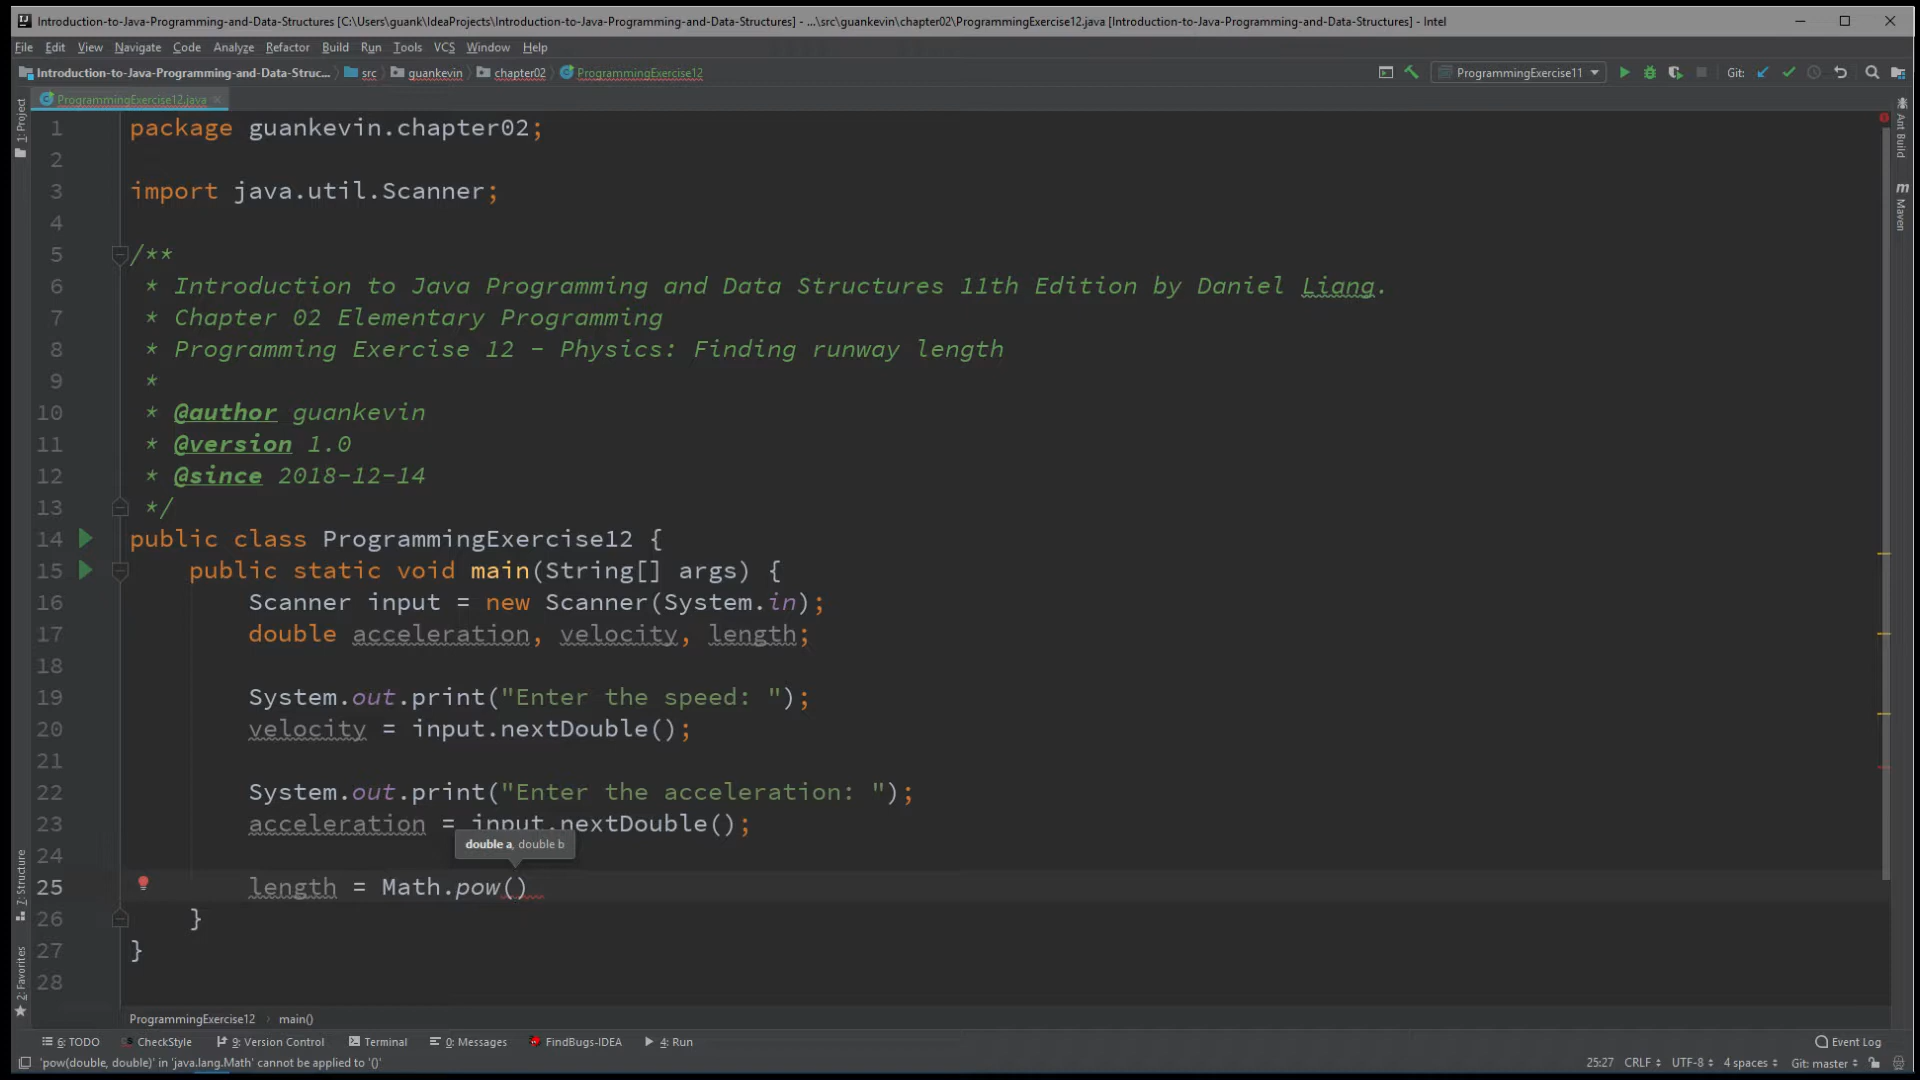 Introduction-to-Java-Programming-and-Data-Structures [C:\Users\guank\IdeaProjects\Introduction-to-Java-Programming-and-Data-Structures] - ...\src\guankevin\chapter02\ProgrammingExercise12.java [Introduction-to-Java-Programming-and-Data-Structures] - Intel
File Edit View Navigate Code Analyze Refactor Build Run Tools VCS Window Help
Introduction-to-Java-Programming-and-Data-Struc... src guankevin chapter02 ProgrammingExercise12 ProgrammingExercise11 Git:
ProgrammingExercise12.java
1: Project
Ant Build
Maven
1 package guankevin.chapter02;
2
3 import java.util.Scanner;
4
5 /**
6 * Introduction to Java Programming and Data Structures 11th Edition by Daniel Liang.
7 * Chapter 02 Elementary Programming
8 * Programming Exercise 12 - Physics: Finding runway length
9 *
10 * @author guankevin
11 * @version 1.0
12 * @since 2018-12-14
13 */
14 public class ProgrammingExercise12 {
15 public static void main(String[] args) {
16 Scanner input = new Scanner(System.in);
17 double acceleration, velocity, length;
18
19 System.out.print("Enter the speed: ");
20 velocity = input.nextDouble();
21
22 System.out.print("Enter the acceleration: ");
23 acceleration = input.nextDouble();
double a, double b
24
25 length = Math.pow()
26 }
27 }
28
7: Structure
2: Favorites
ProgrammingExercise12 main()
6: TODO CheckStyle 9: Version Control Terminal 0: Messages FindBugs-IDEA 4: Run Event Log
'pow(double, double)' in 'java.lang.Math' cannot be applied to '()' 25:27 CRLF UTF-8 4 spaces Git: master